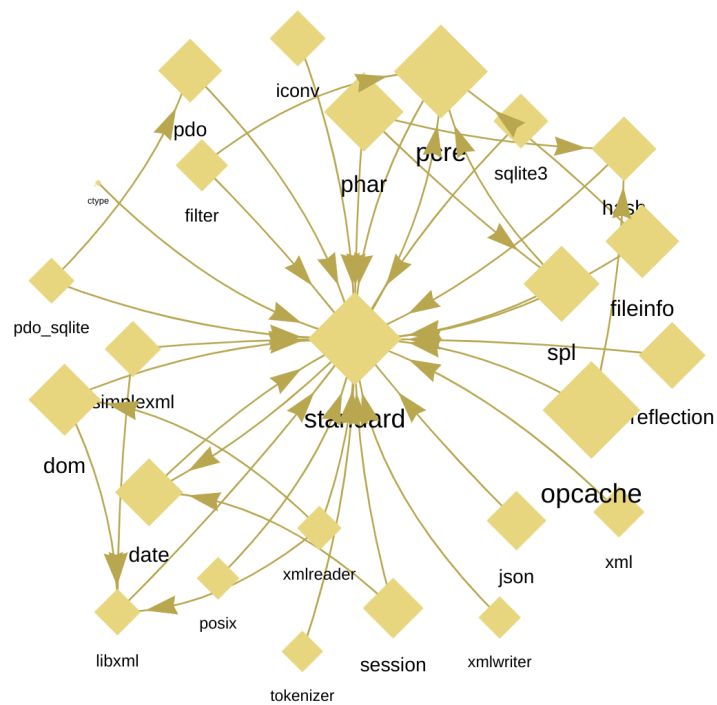 iconv
pdo
pcre
sqlite3
phar
ctype
filter
hash
fileinfo
pdo_sqlite
spl
simplexml
standard
reflection
dom
opcache
date
xmlreader
json
xml
posix
libxml
session
xmlwriter
tokenizer